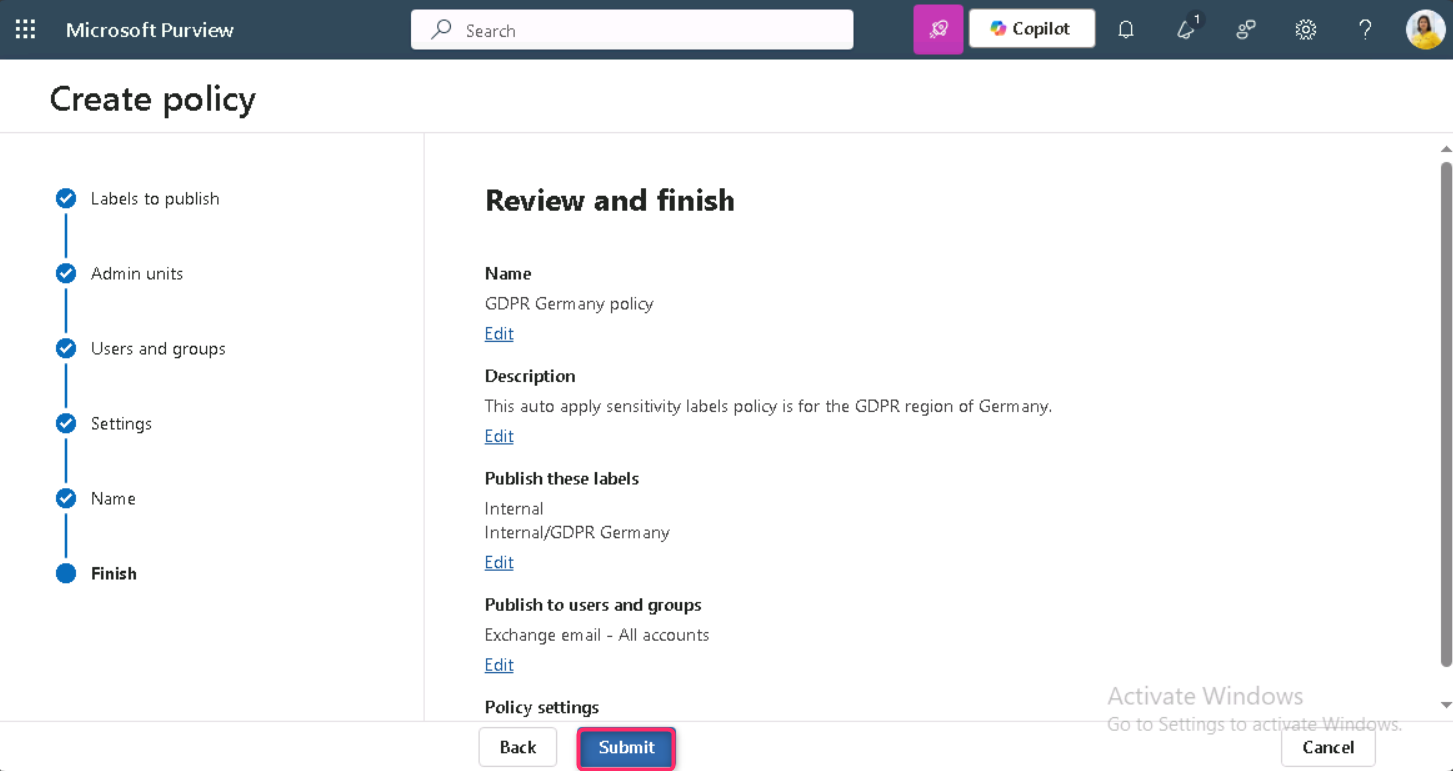 Microsoft Purview
Search
Copilot
1
?
Create policy
Labels to publish
Admin units
Users and groups
Settings
Name
Finish
Review and finish
Name
GDPR Germany policy
Edit
Description
This auto apply sensitivity labels policy is for the GDPR region of Germany.
Edit
Publish these labels
Internal
Internal/GDPR Germany
Edit
Publish to users and groups
Exchange email - All accounts
Edit
Policy settings
Activate Windows
Go to Settings to activate Windows.
Back
Submit
Cancel